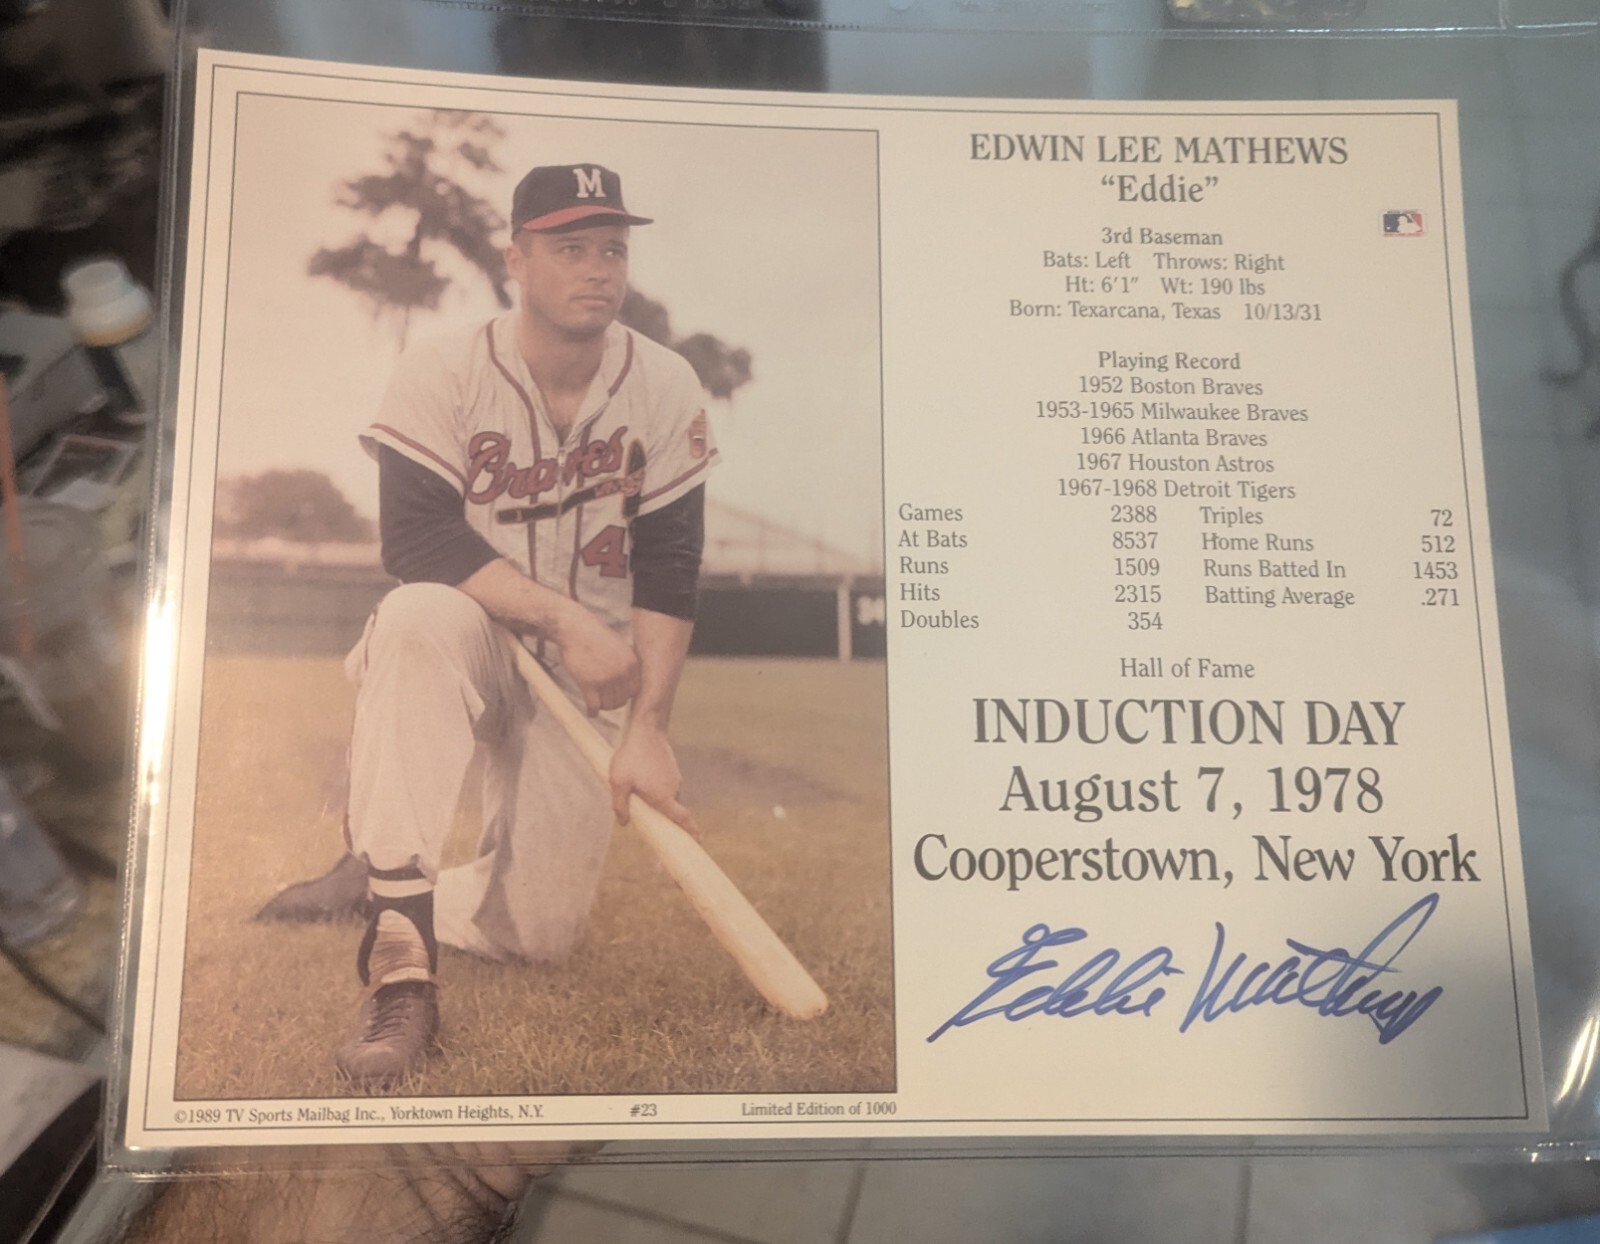 EDWIN LEE MATHEWS
“Eddie”
3rd Baseman
Bats: Left Throws: Right
Ht: 6'1" Wt: 190 lbs
Born: Texarcana, Texas 10/13/31
Playing Record
1952 Boston Braves
1953-1965 Milwaukee Braves
1966 Atlanta Braves
1967 Houston Astros
1967-1968 Detroit Tigers
Games 2388 Triples 72
At Bats 8537 Home Runs 512
Runs 1509 Runs Batted In 1453
Hits 2315 Batting Average .271
Doubles 354
Hall of Fame
INDUCTION DAY
August 7, 1978
Cooperstown, New York
Eddie Mathews
M
Braves
4
34
©1989 TV Sports Mailbag Inc., Yorktown Heights, N.Y. #23 Limited Edition of 1000